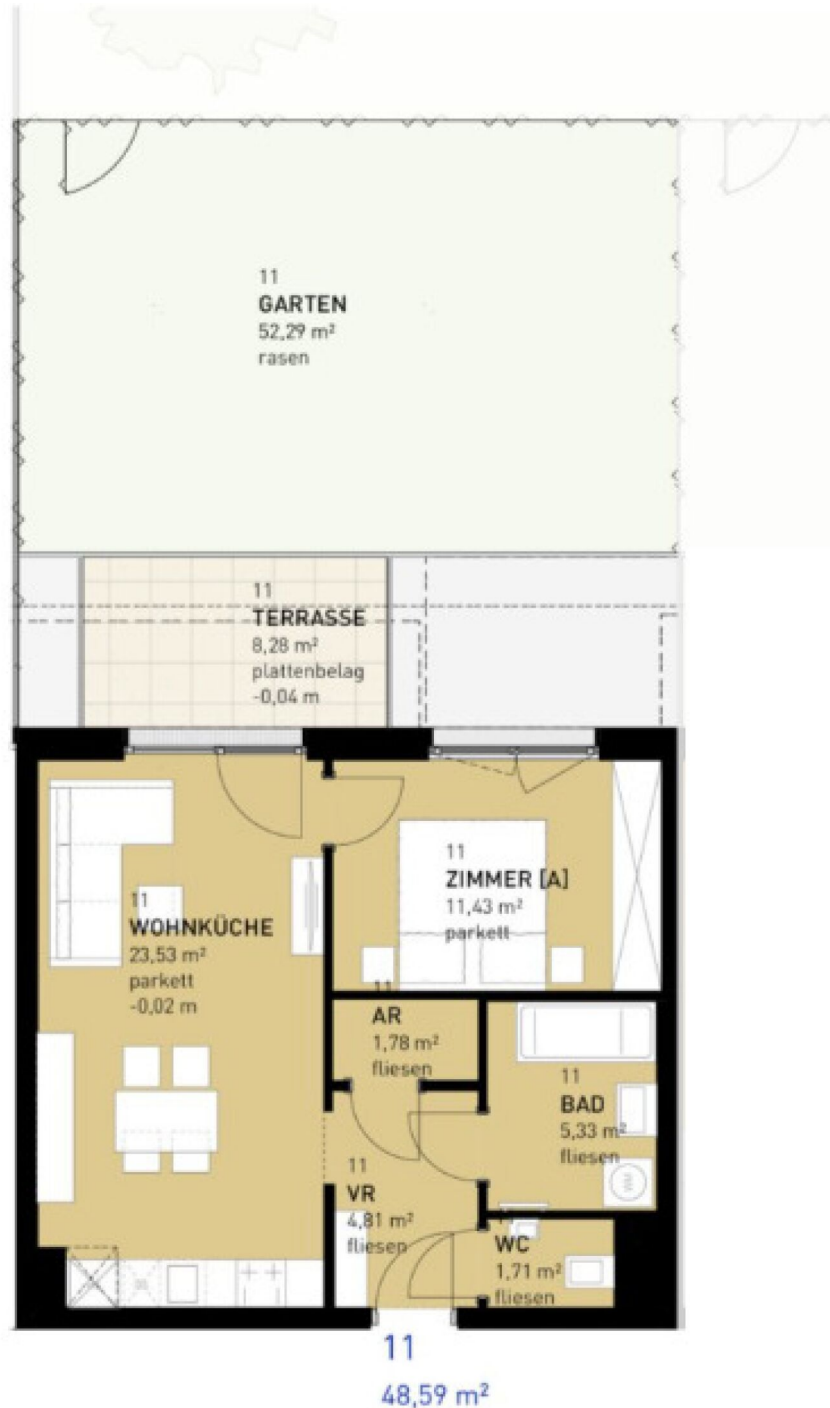 11
GARTEN
52,29 m²
rasen
11
TERRASSE
8,28 m²
plattenbelag
-0,04 m
11
WOHNKÜCHE
23,53 m²
parkett
-0,02 m
11
ZIMMER [A]
11,43 m²
parkett
11
AR
1,78 m²
fliesen
11
BAD
5,33 m²
fliesen
WM
11
VR
4,81 m²
fliesen
WC
1,71 m²
fliesen
11
48,59 m²